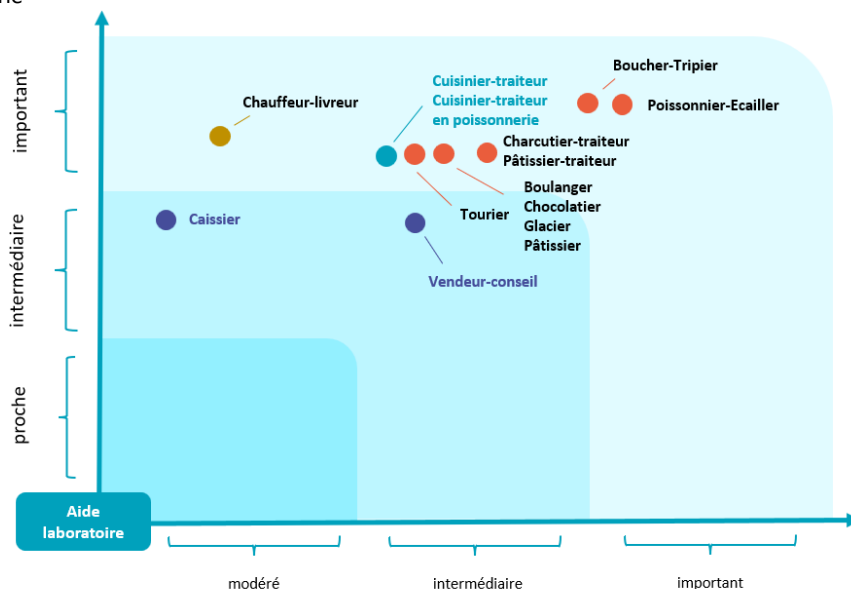 important
Boucher-Tripier
Cuisinier-traiteur
Cuisinier-traiteur
en poissonnerie
Chauffeur-livreur
Poissonnier-Ecailler
Charcutier-traiteur
Pâtissier-traiteur
Boulanger
Chocolatier
Glacier
Pâtissier
Tourier
intermédiaire
Caissier
Vendeur-conseil
proche
Aide
laboratoire
modéré
intermédiaire
important